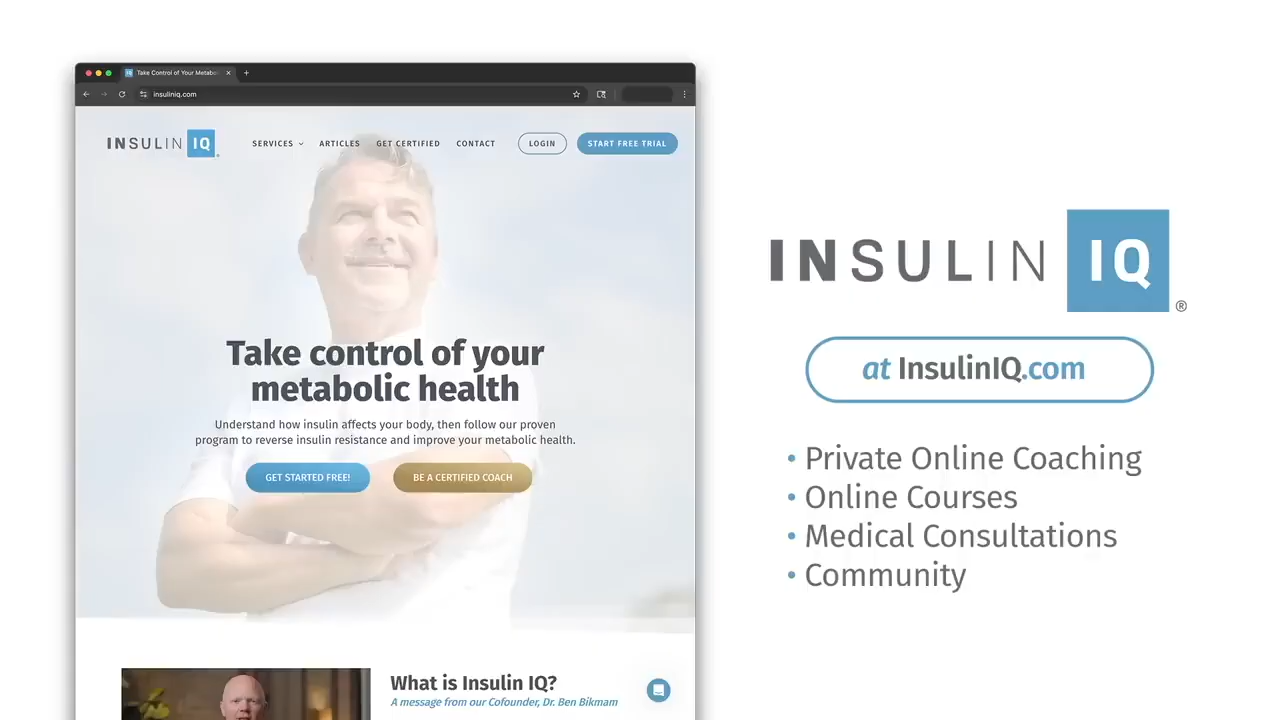 Take Control of Your Metabo
insuliniq.com
INSULIN IQ
SERVICES ARTICLES GET CERTIFIED CONTACT LOGIN START FREE TRIAL
Take control of your
metabolic health
Understand how insulin affects your body, then follow our proven
program to reverse insulin resistance and improve your metabolic health.
GET STARTED FREE! BE A CERTIFIED COACH
What is Insulin IQ?
A message from our Cofounder, Dr. Ben Bikmam
INSULIN IQ®
at InsulinIQ.com
• Private Online Coaching
• Online Courses
• Medical Consultations
• Community